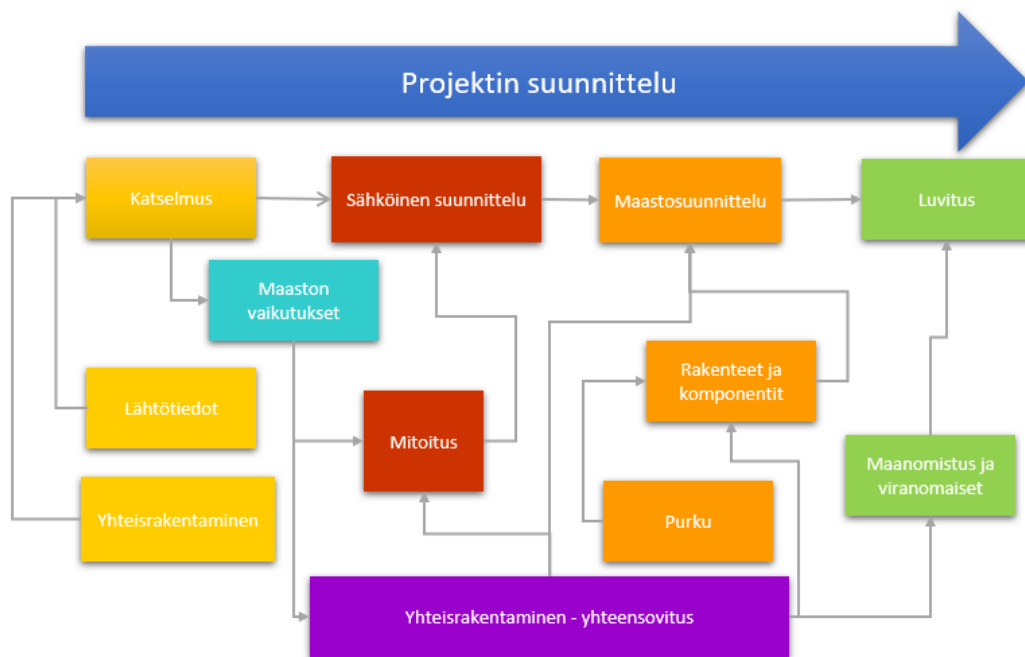 Projektin suunnittelu
Katselmus
Sähköinen suunnittelu
Maastosuunnittelu
Luvitus
Maaston
vaikutukset
Rakenteet ja
komponentit
Lähtötiedot
Mitoitus
Maanomistus ja
viranomaiset
Yhteisrakentaminen
Purku
Yhteisrakentaminen - yhteensovitus